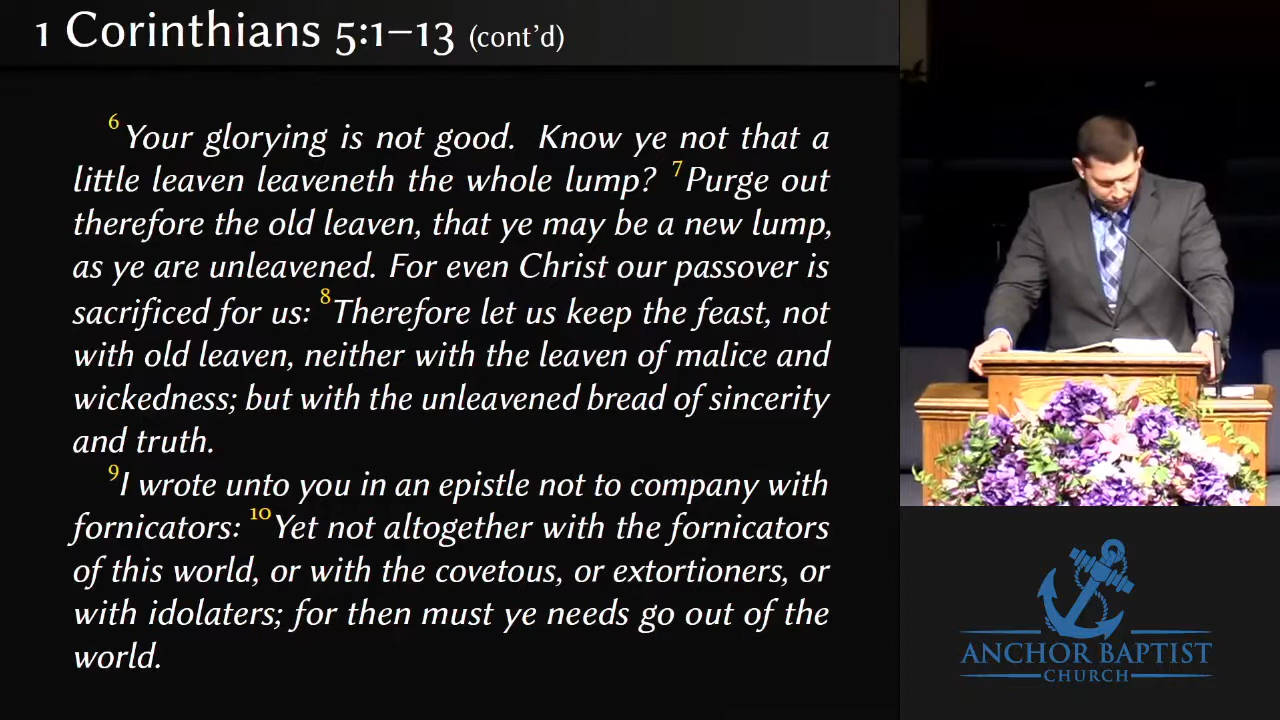 1 Corinthians 5:1–13 (cont'd)
6 Your glorying is not good. Know ye not that a
little leaven leaveneth the whole lump? 7 Purge out
therefore the old leaven, that ye may be a new lump,
as ye are unleavened. For even Christ our passover is
sacrificed for us: 8 Therefore let us keep the feast, not
with old leaven, neither with the leaven of malice and
wickedness; but with the unleavened bread of sincerity
and truth.
9 I wrote unto you in an epistle not to company with
fornicators: 10 Yet not altogether with the fornicators
of this world, or with the covetous, or extortioners, or
with idolaters; for then must ye needs go out of the
world.
ANCHOR BAPTIST
CHURCH